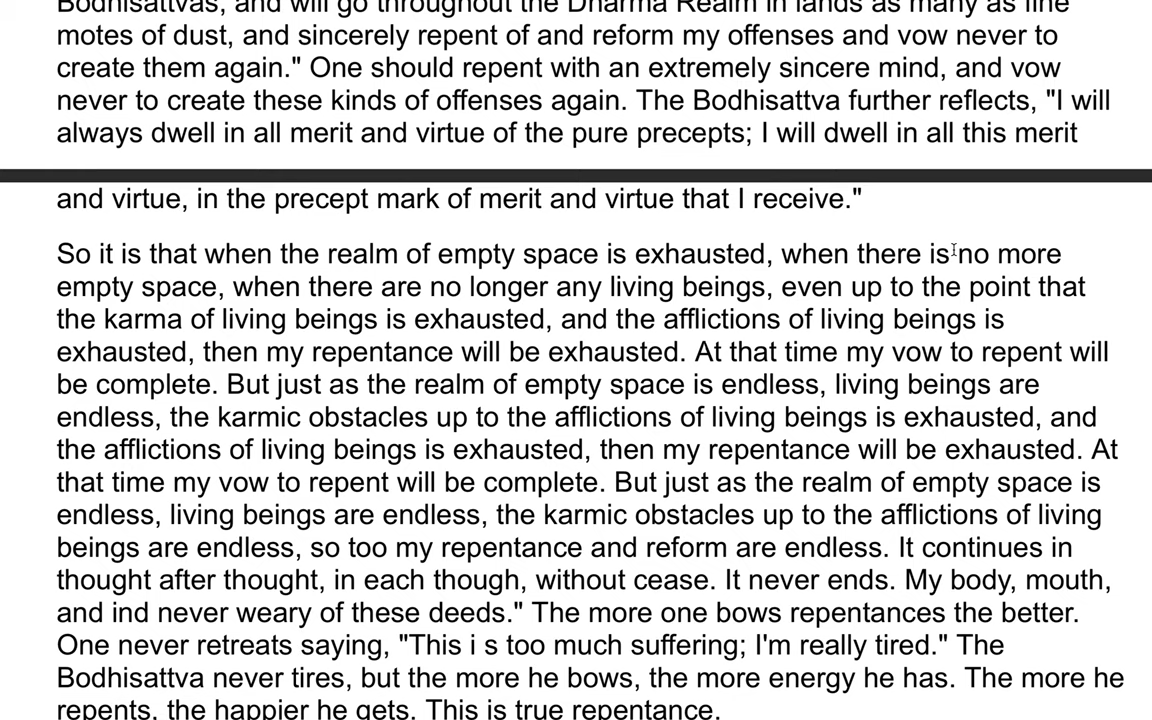 Bodhisattvas, and will go throughout the Dharma Realm in lands as many as fine
motes of dust, and sincerely repent of and reform my offenses and vow never to
create them again." One should repent with an extremely sincere mind, and vow
never to create these kinds of offenses again. The Bodhisattva further reflects, "I will
always dwell in all merit and virtue of the pure precepts; I will dwell in all this merit
and virtue, in the precept mark of merit and virtue that I receive."
So it is that when the realm of empty space is exhausted, when there is no more
empty space, when there are no longer any living beings, even up to the point that
the karma of living beings is exhausted, and the afflictions of living beings is
exhausted, then my repentance will be exhausted. At that time my vow to repent will
be complete. But just as the realm of empty space is endless, living beings are
endless, the karmic obstacles up to the afflictions of living beings is exhausted, and
the afflictions of living beings is exhausted, then my repentance will be exhausted. At
that time my vow to repent will be complete. But just as the realm of empty space is
endless, living beings are endless, the karmic obstacles up to the afflictions of living
beings are endless, so too my repentance and reform are endless. It continues in
thought after thought, in each though, without cease. It never ends. My body, mouth,
and ind never weary of these deeds." The more one bows repentances the better.
One never retreats saying, "This i s too much suffering; I'm really tired." The
Bodhisattva never tires, but the more he bows, the more energy he has. The more he
repents, the happier he gets. This is true repentance.